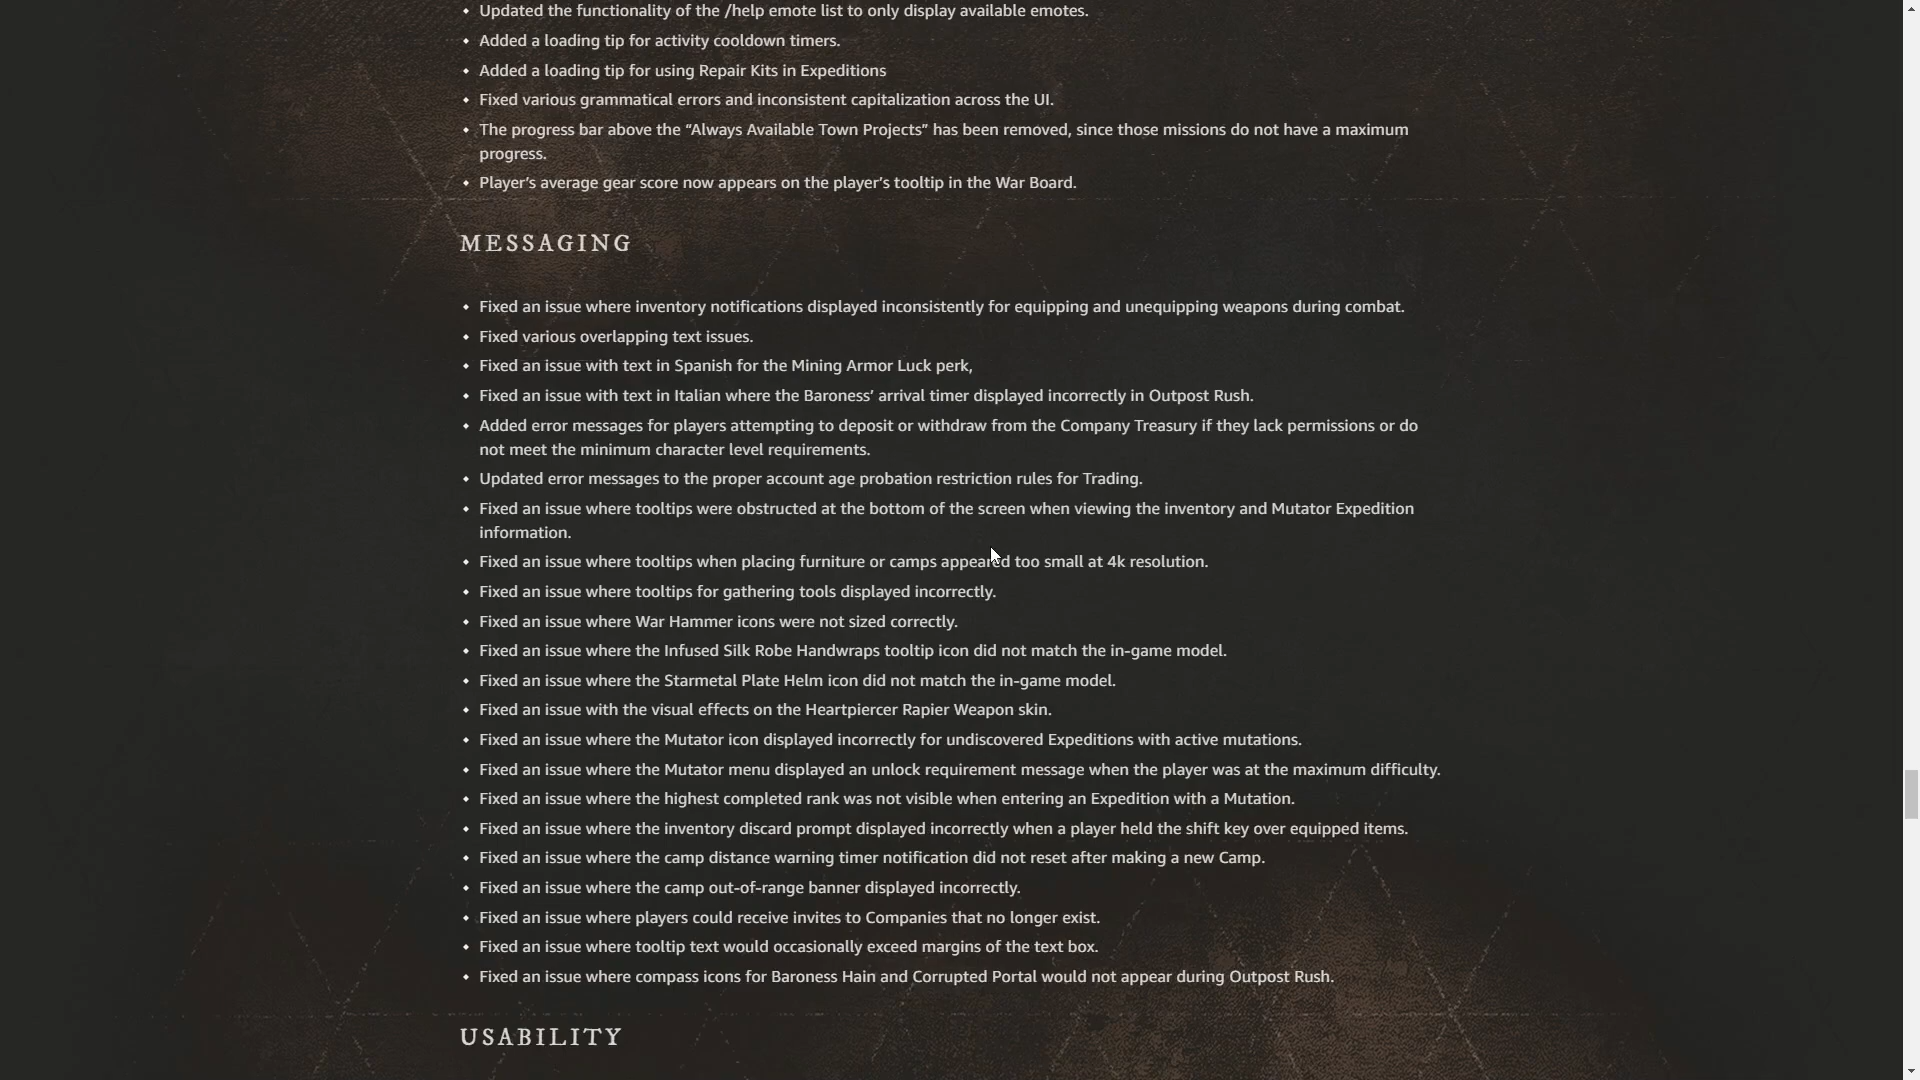 Updated the functionality of the /help emote list to only display available emotes.
Added a loading tip for activity cooldown timers.
Added a loading tip for using Repair Kits in Expeditions
Fixed various grammatical errors and inconsistent capitalization across the UI.
The progress bar above the “Always Available Town Projects” has been removed, since those missions do not have a maximum
progress.
Player’s average gear score now appears on the player’s tooltip in the War Board.
MESSAGING
Fixed an issue where inventory notifications displayed inconsistently for equipping and unequipping weapons during combat.
Fixed various overlapping text issues.
Fixed an issue with text in Spanish for the Mining Armor Luck perk,
Fixed an issue with text in Italian where the Baroness’ arrival timer displayed incorrectly in Outpost Rush.
Added error messages for players attempting to deposit or withdraw from the Company Treasury if they lack permissions or do
not meet the minimum character level requirements.
Updated error messages to the proper account age probation restriction rules for Trading.
Fixed an issue where tooltips were obstructed at the bottom of the screen when viewing the inventory and Mutator Expedition
information.
Fixed an issue where tooltips when placing furniture or camps appeared too small at 4k resolution.
Fixed an issue where tooltips for gathering tools displayed incorrectly.
Fixed an issue where War Hammer icons were not sized correctly.
Fixed an issue where the Infused Silk Robe Handwraps tooltip icon did not match the in-game model.
Fixed an issue where the Starmetal Plate Helm icon did not match the in-game model.
Fixed an issue with the visual effects on the Heartpiercer Rapier Weapon skin.
Fixed an issue where the Mutator icon displayed incorrectly for undiscovered Expeditions with active mutations.
Fixed an issue where the Mutator menu displayed an unlock requirement message when the player was at the maximum difficulty.
Fixed an issue where the highest completed rank was not visible when entering an Expedition with a Mutation.
Fixed an issue where the inventory discard prompt displayed incorrectly when a player held the shift key over equipped items.
Fixed an issue where the camp distance warning timer notification did not reset after making a new Camp.
Fixed an issue where the camp out-of-range banner displayed incorrectly.
Fixed an issue where players could receive invites to Companies that no longer exist.
Fixed an issue where tooltip text would occasionally exceed margins of the text box.
Fixed an issue where compass icons for Baroness Hain and Corrupted Portal would not appear during Outpost Rush.
USABILITY